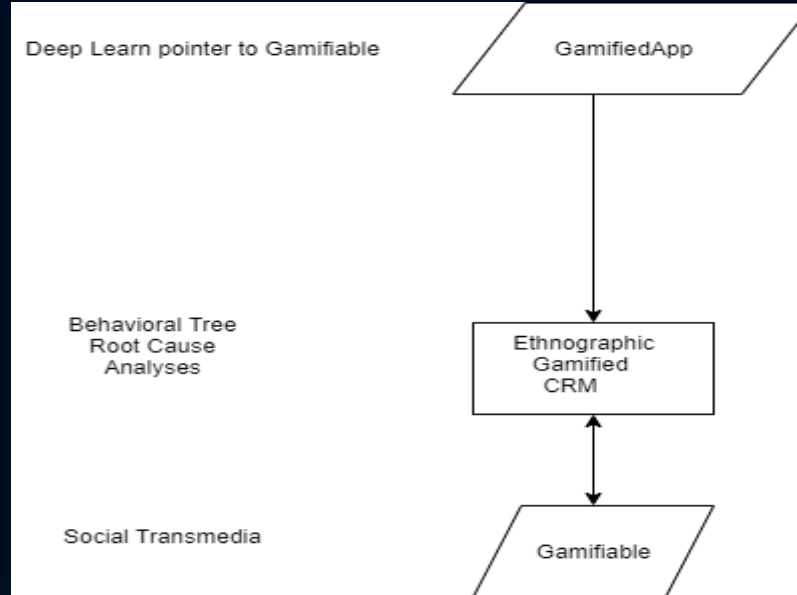 Deep Learn pointer to Gamifiable
GamifiedApp
Behavioral Tree
Root Cause
Analyses
Ethnographic
Gamified
CRM
Social Transmedia
Gamifiable